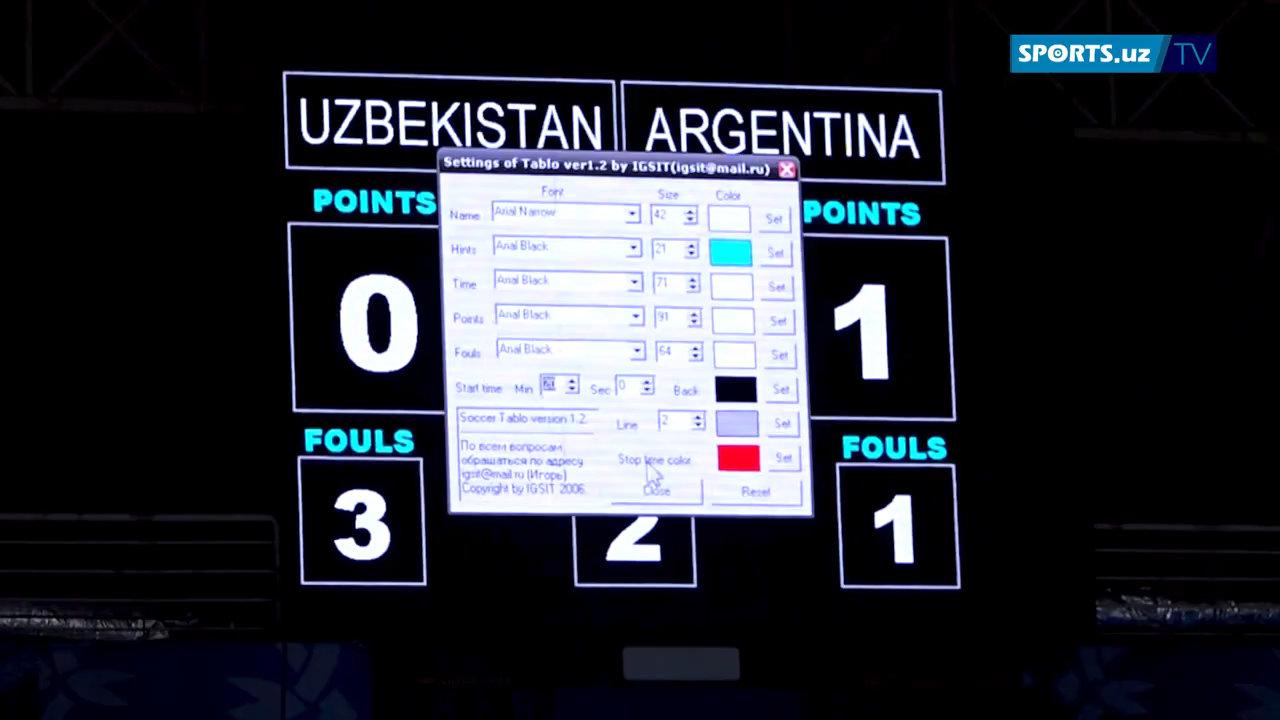 SPORTS.uz TV
UZBEKISTAN
ARGENTINA
Settings of Tablo ver1.2 by IGSIT(igsit@mail.ru)
POINTS
POINTS
Font
Size
Color
Name
Arial Narrow
42
Set
Hints
Arial Black
21
Set
Time
Arial Black
71
Set
Points
Arial Black
91
Set
Fouls
Arial Black
64
Set
0
1
Start time
Min
Sec
0
Back
Set
Soccer Tablo version 1.2.
Line
2
Set
По всем вопросам
обращаться по адресу
igsit@mail.ru (Игорь)
Copyright by IGSIT 2006.
Stop time color
Set
Close
Reset
FOULS
FOULS
3
2
1